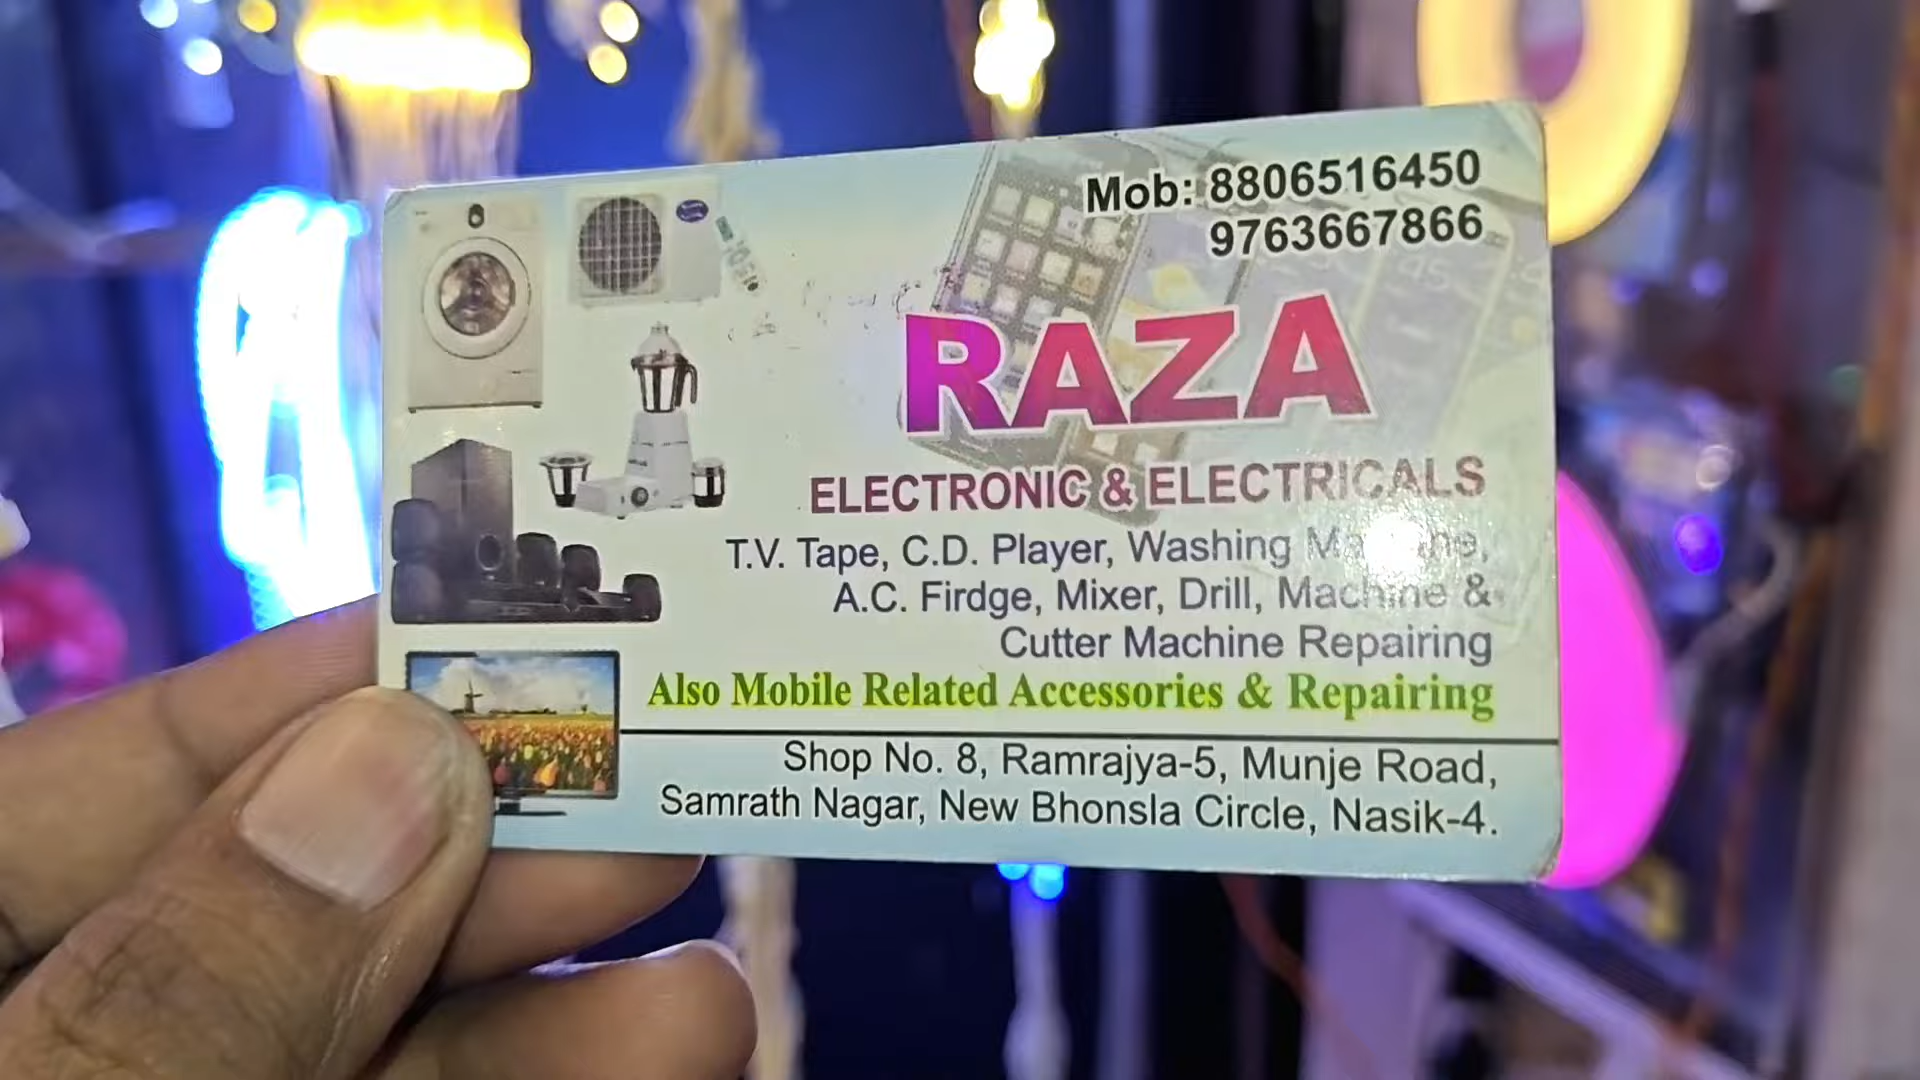 Mob: 8806516450
9763667866
RAZA
ELECTRONIC & ELECTRICALS
T.V. Tape, C.D. Player, Washing Machine,
A.C. Firdge, Mixer, Drill, Machine &
Cutter Machine Repairing
Also Mobile Related Accessories & Repairing
Shop No. 8, Ramrajya-5, Munje Road,
Samrath Nagar, New Bhonsla Circle, Nasik-4.